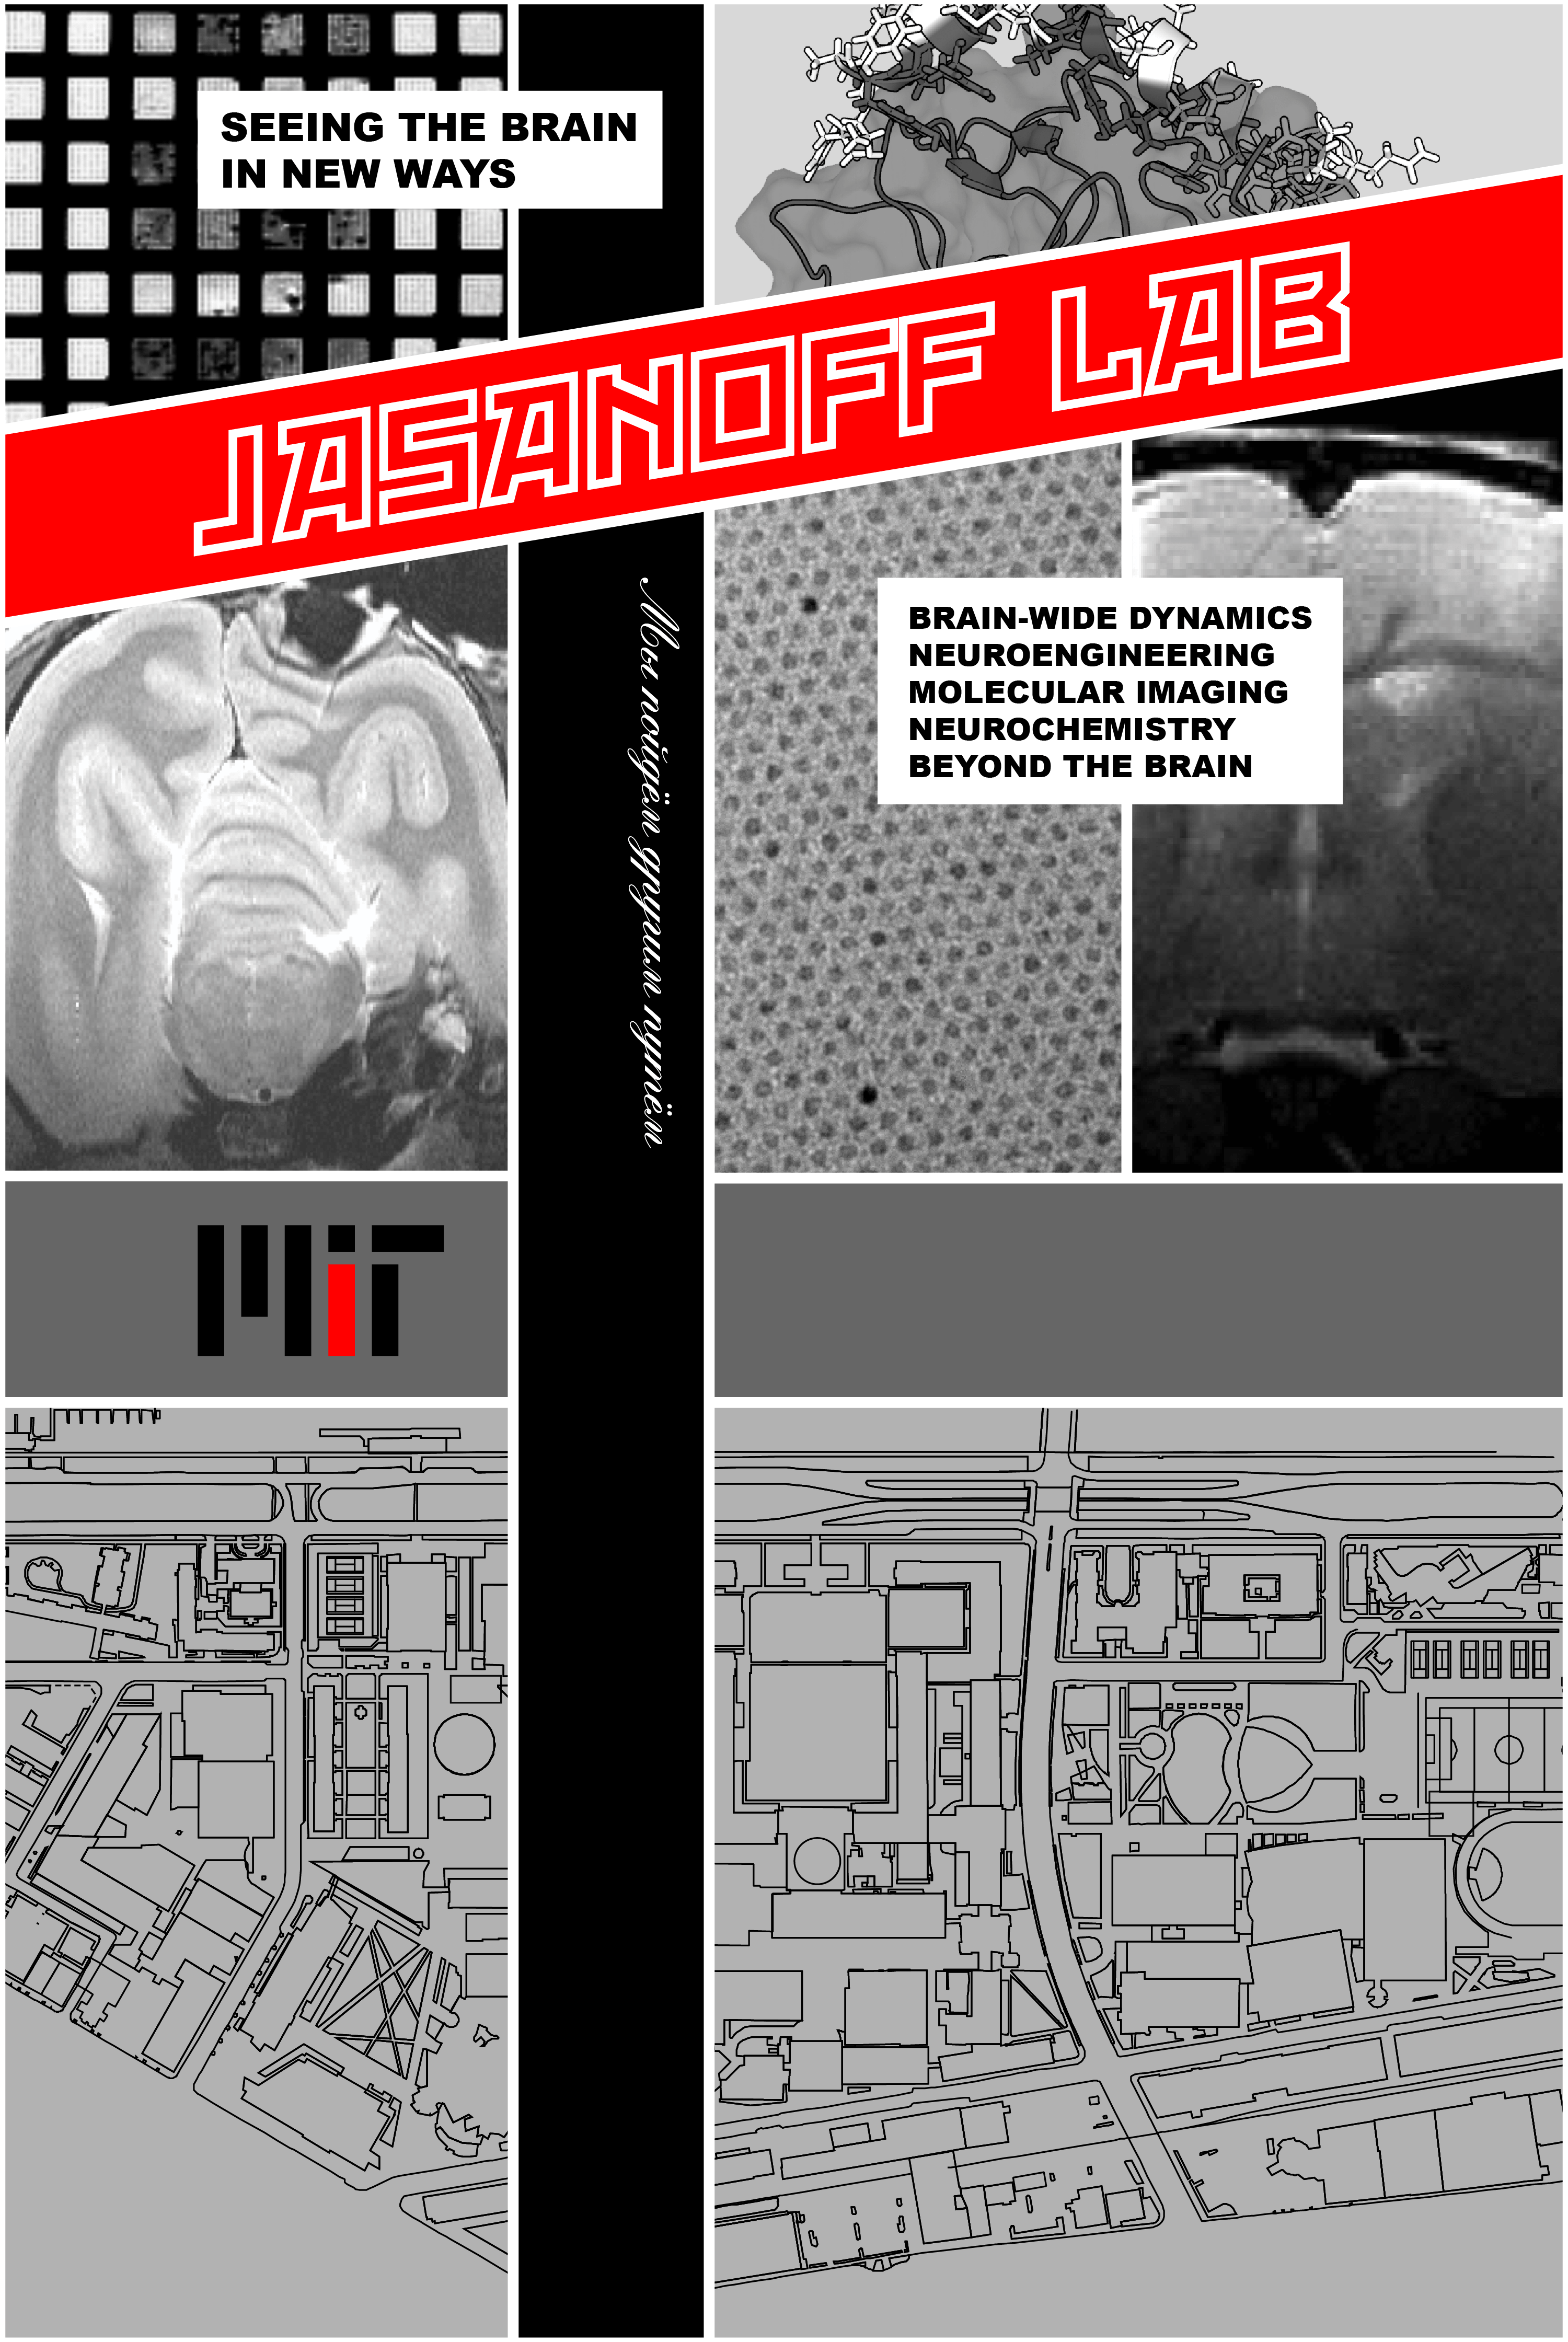 SEEING THE BRAIN
IN NEW WAYS
JASANOFF LAB
Мы пойдём другим путём
BRAIN-WIDE DYNAMICS
NEUROENGINEERING
MOLECULAR IMAGING
NEUROCHEMISTRY
BEYOND THE BRAIN
MiT